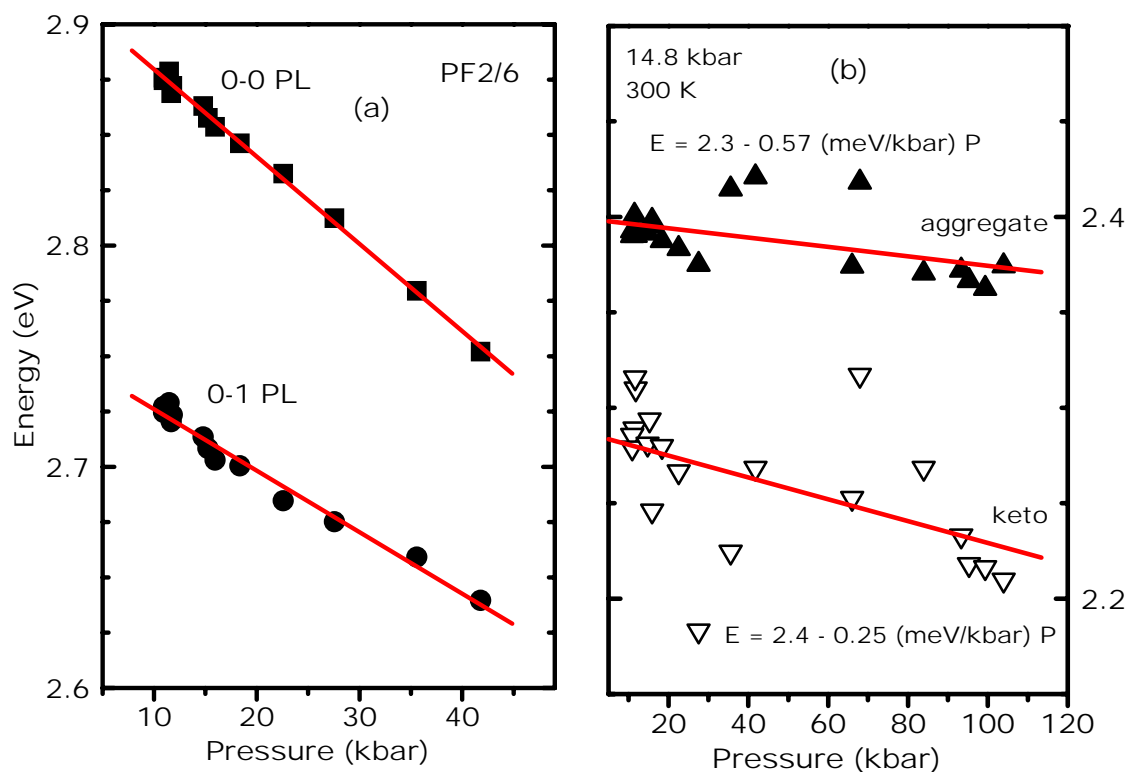 2.9
2.8
2.7
2.6
Energy (eV)
0-0 PL
PF2/6
(a)
0-1 PL
10 20 30 40
Pressure (kbar)
14.8 kbar
300 K
(b)
E = 2.3 - 0.57 (meV/kbar) P
aggregate
keto
E = 2.4 - 0.25 (meV/kbar) P
2.4
2.2
20 40 60 80 100 120
Pressure (kbar)